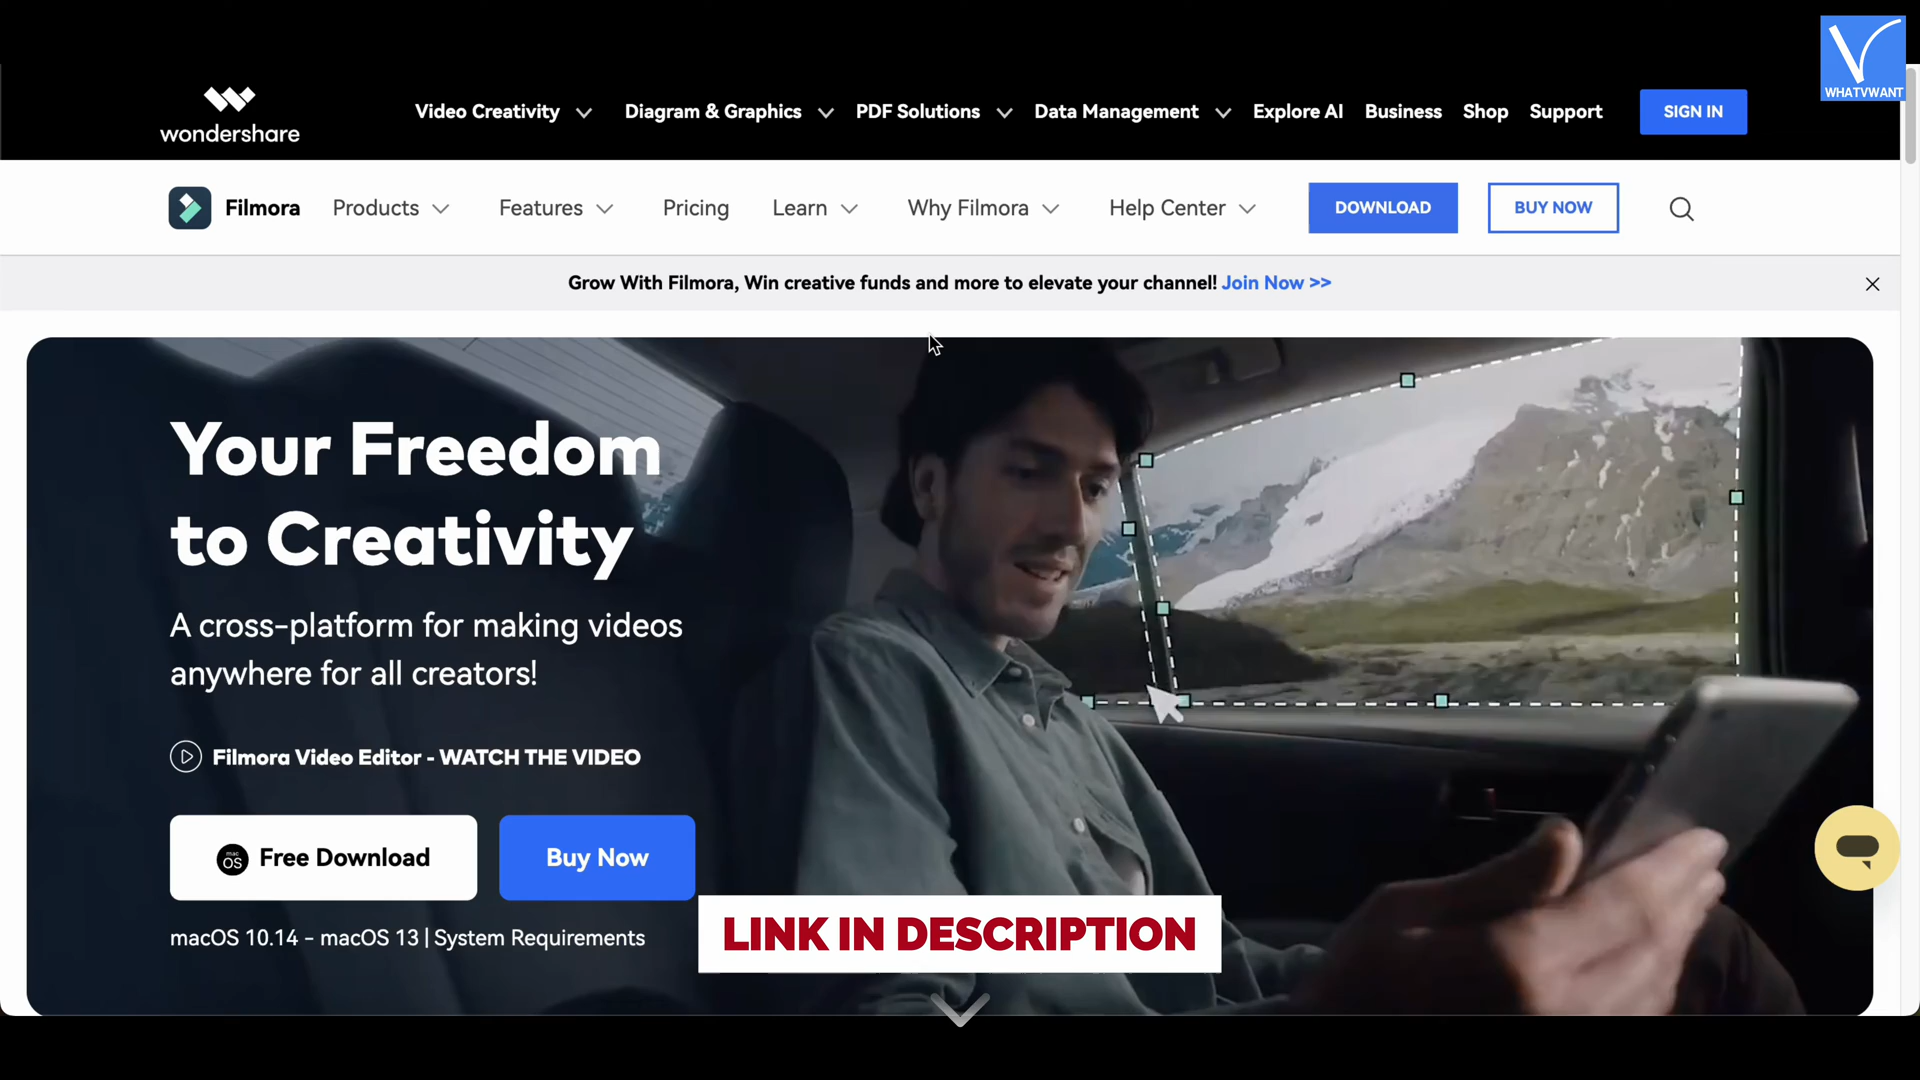 WHATVWANT
wondershare
Video Creativity Diagram & Graphics PDF Solutions Data Management Explore AI Business Shop Support SIGN IN
Filmora Products Features Pricing Learn Why Filmora Help Center DOWNLOAD BUY NOW
Grow With Filmora, Win creative funds and more to elevate your channel! Join Now >>
Your Freedom
to Creativity
A cross-platform for making videos
anywhere for all creators!
Filmora Video Editor - WATCH THE VIDEO
macOS Free Download Buy Now
macOS 10.14 - macOS 13 | System Requirements
LINK IN DESCRIPTION